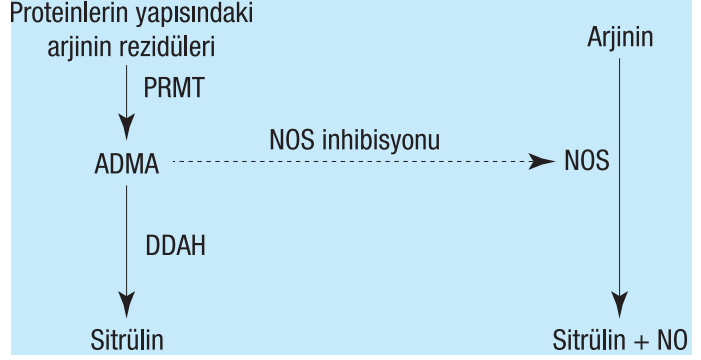 Proteinlerin yapısındaki
arjinin rezidüleri
Arjinin
PRMT
NOS inhibisyonu
ADMA
NOS
DDAH
Sitrülin
Sitrülin + NO